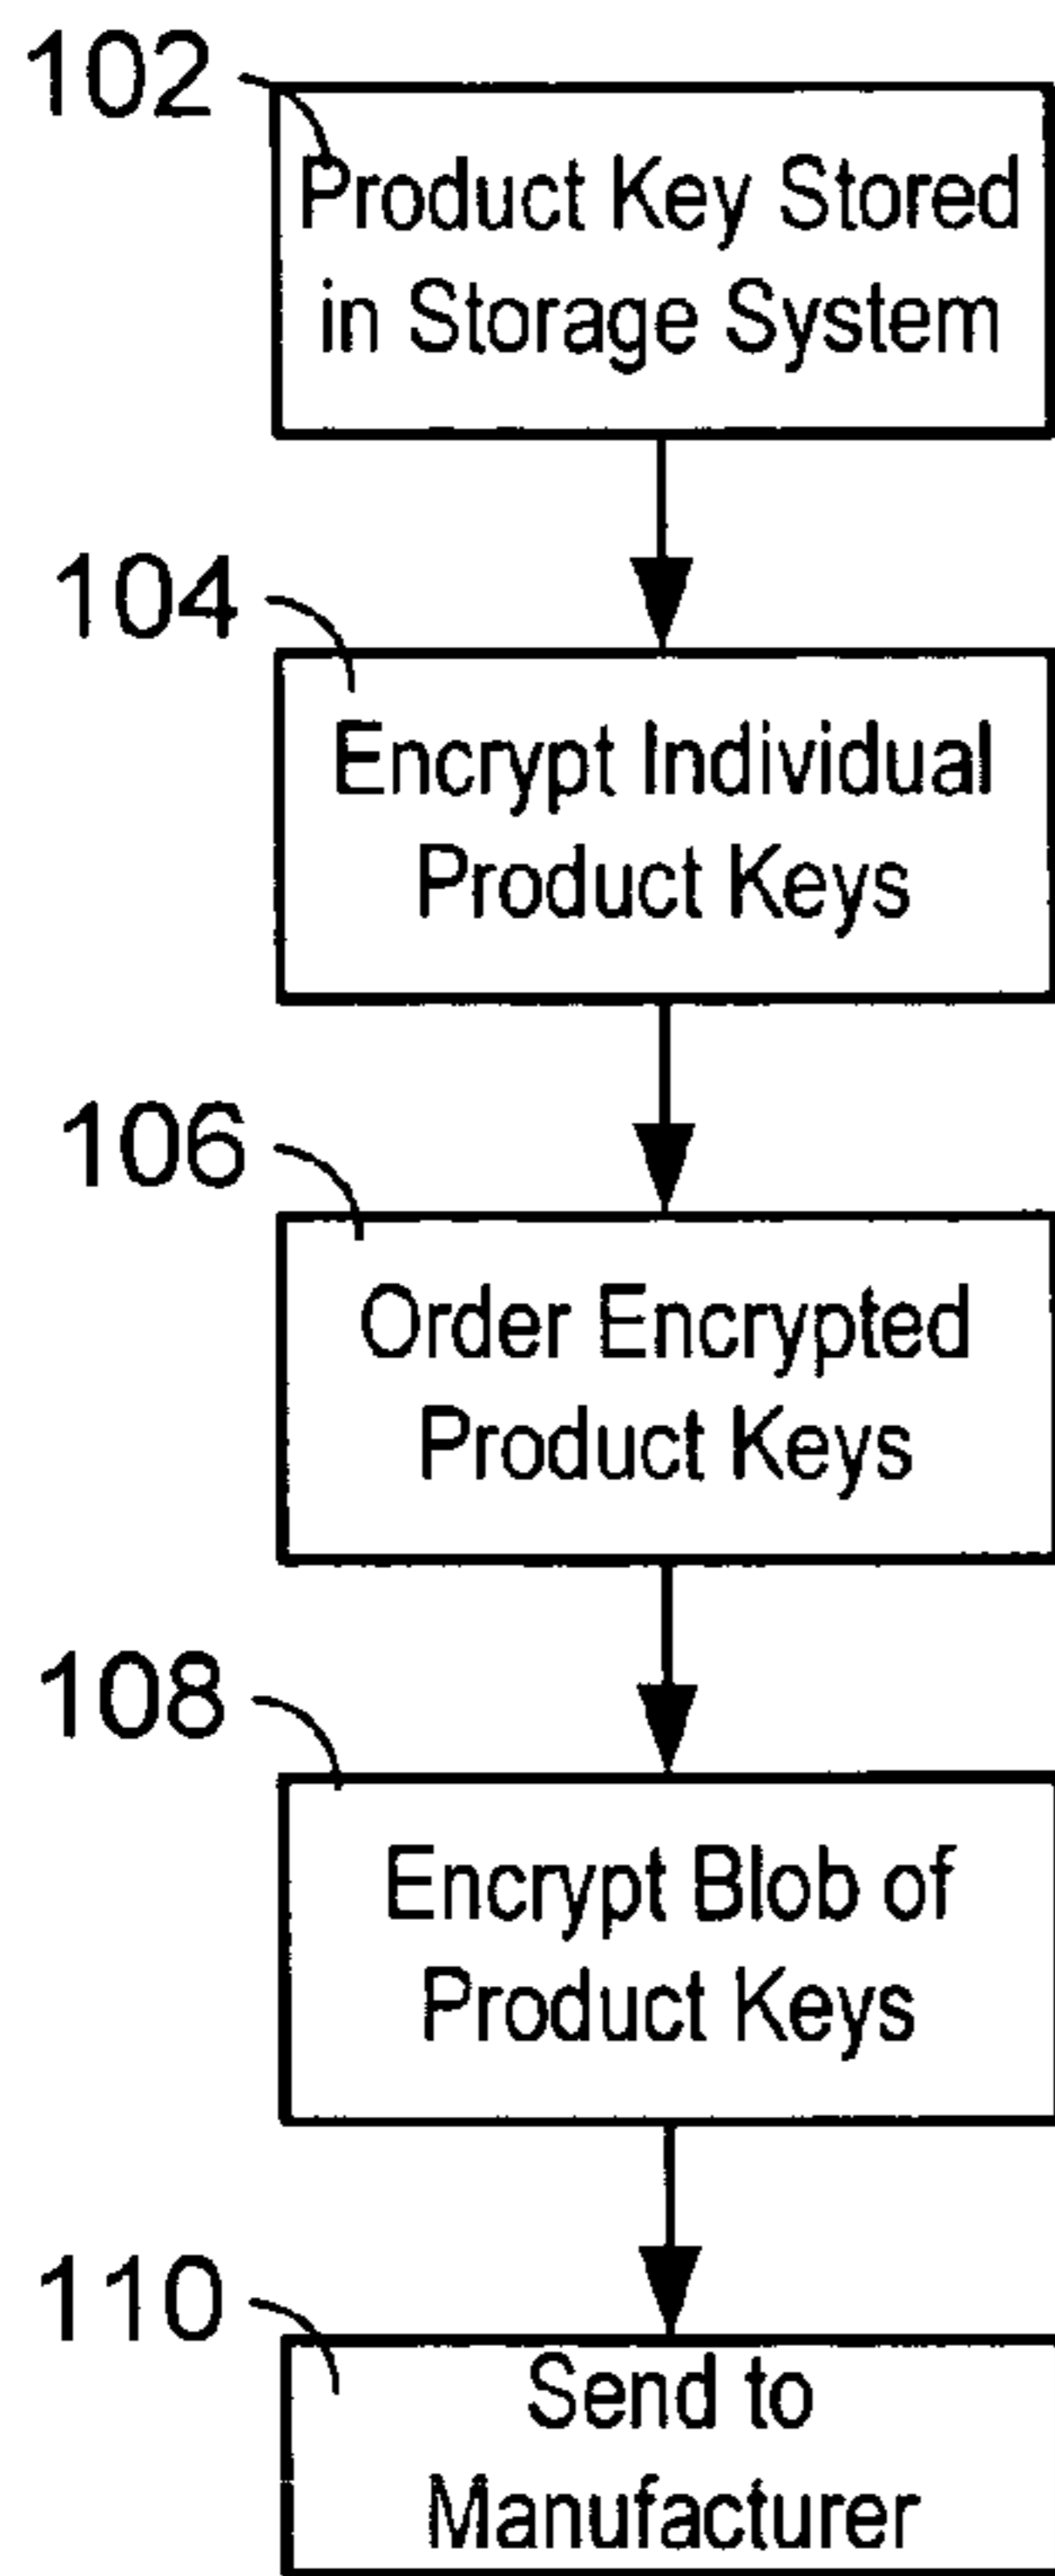 102
Product Key Stored
in Storage System
104
Encrypt Individual
Product Keys
106
Order Encrypted
Product Keys
108
Encrypt Blob of
Product Keys
110
Send to
Manufacturer